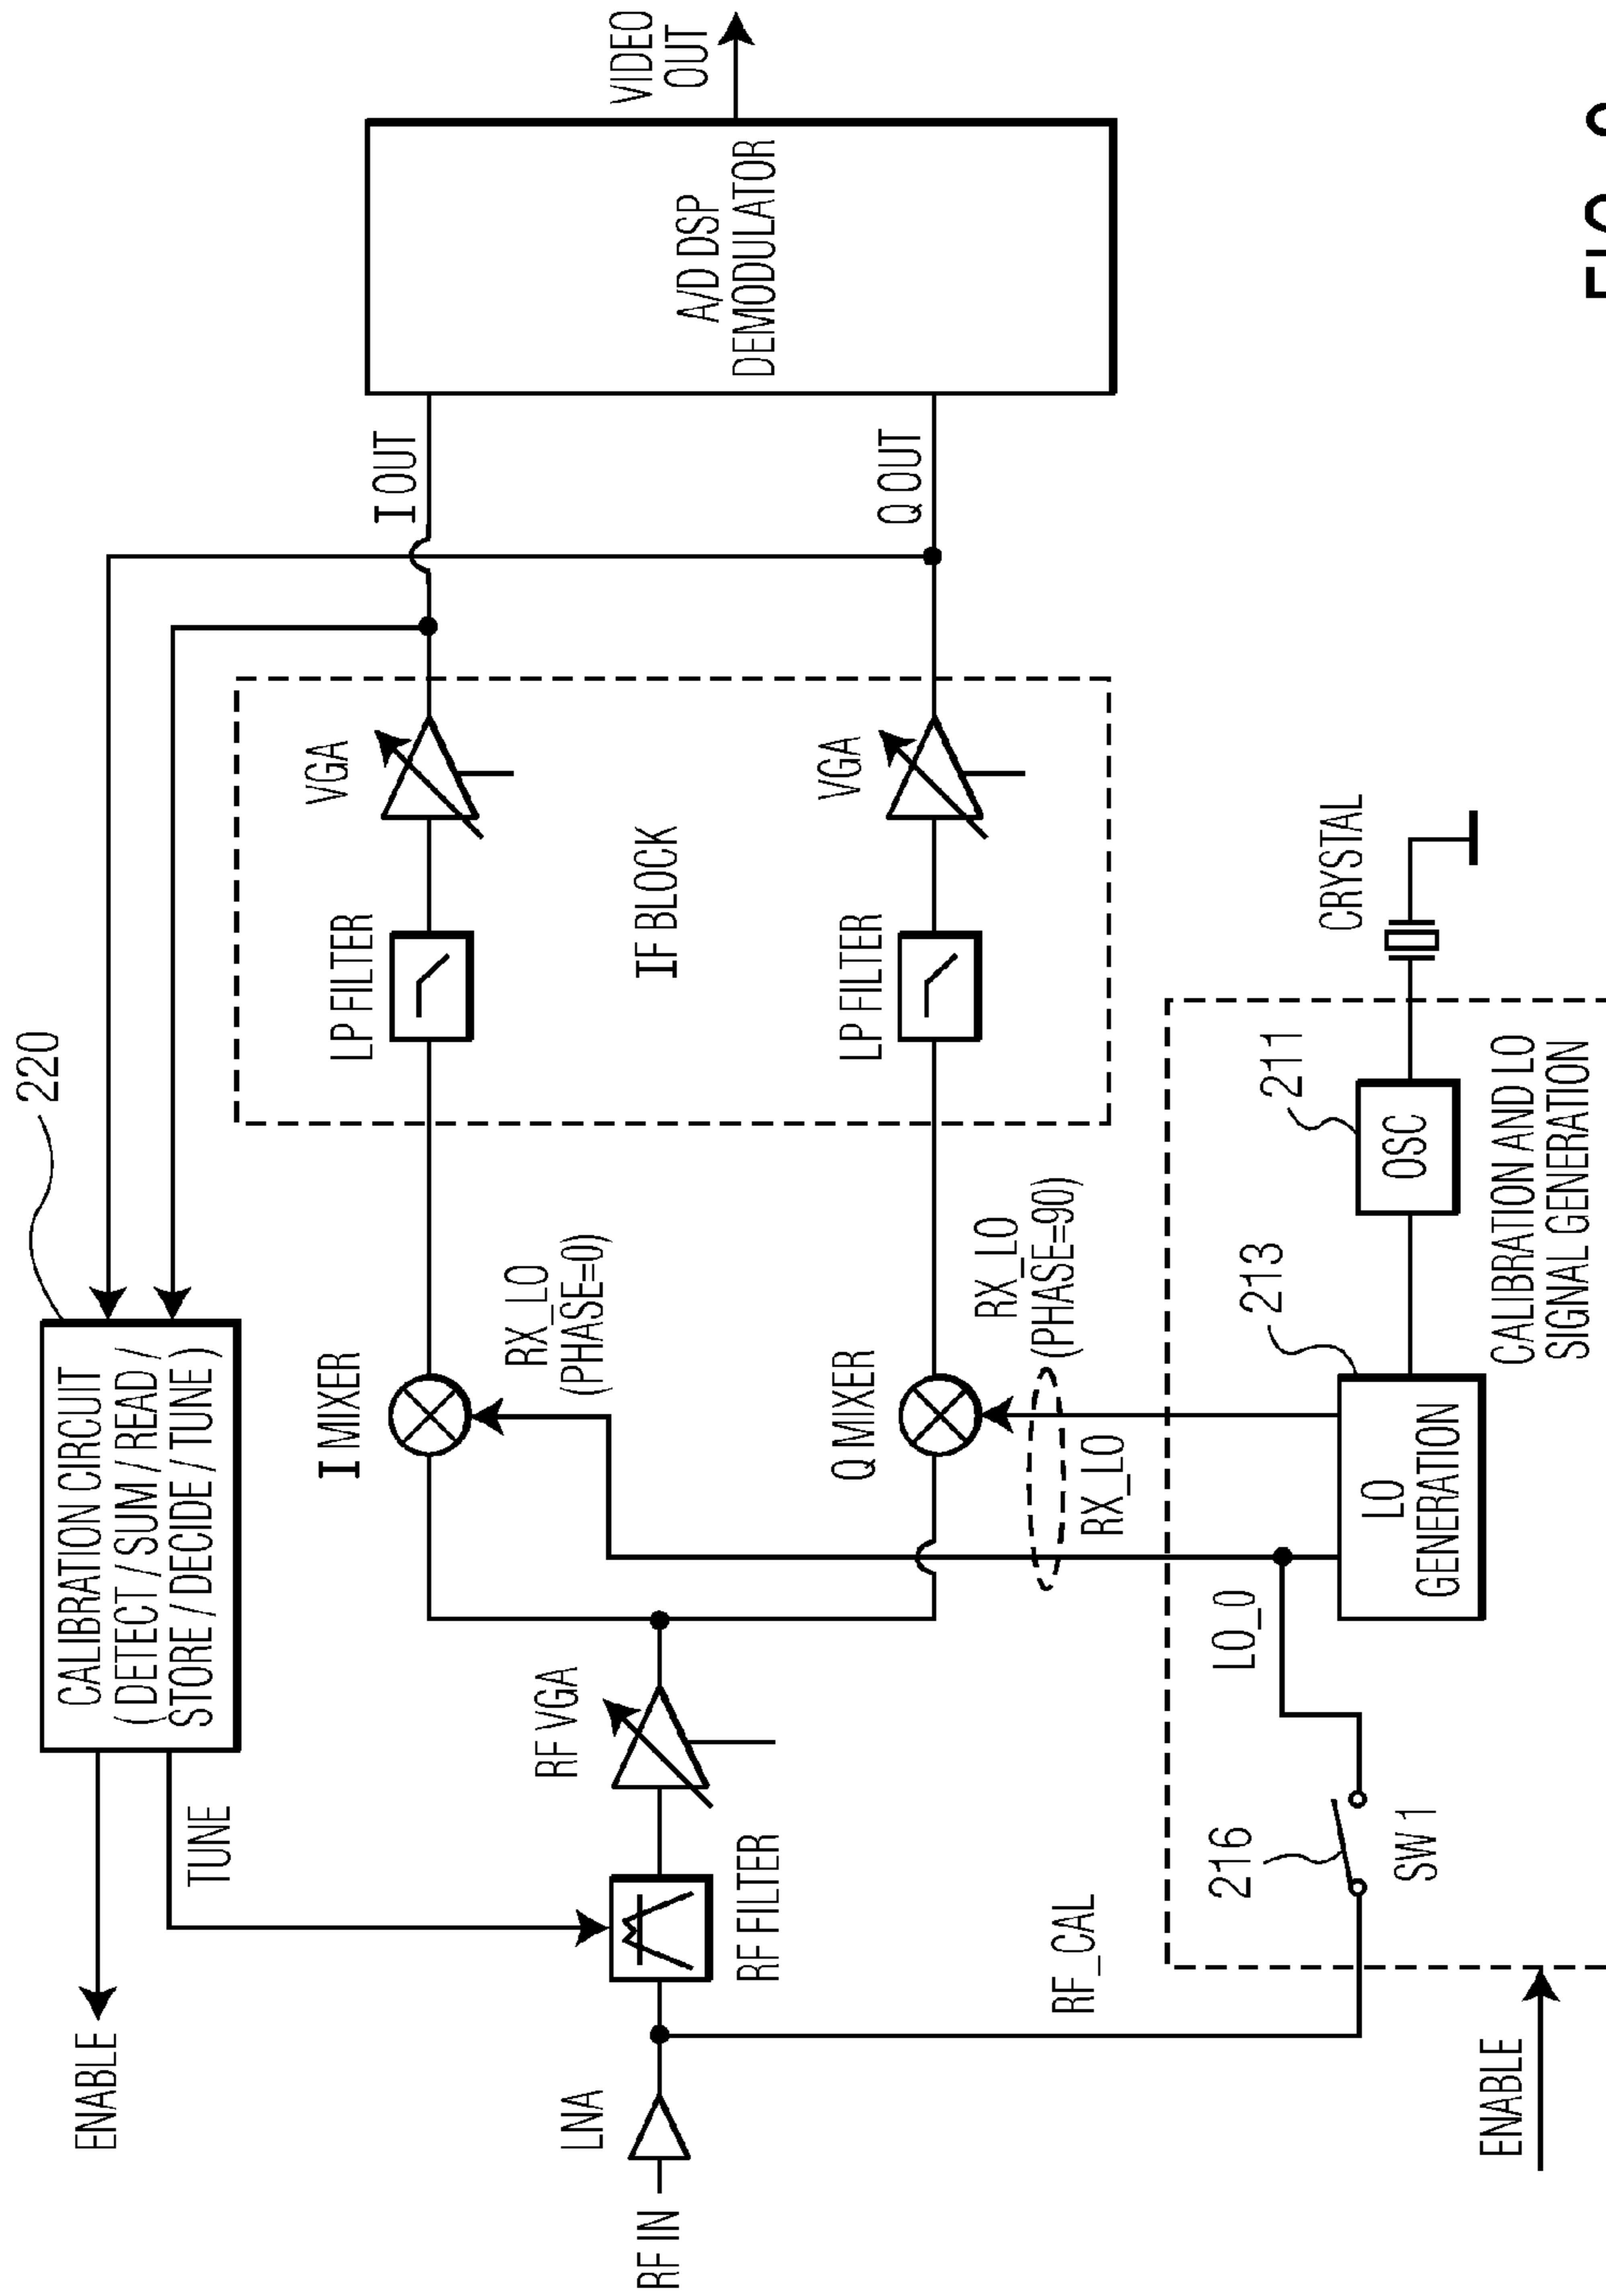 220
CALIBRATION CIRCUIT
( DETECT / SUM / READ /
STORE / DECIDE / TUNE )
ENABLE
TUNE
I MIXER
RX_LO
(PHASE=0)
LP FILTER
VGA
IF BLOCK
I OUT
VIDEO
OUT
A/D DSP
DEMODULATOR
RF IN
LNA
RF FILTER
RF VGA
Q MIXER
RX_LO
(PHASE=90)
RX_LO
LP FILTER
VGA
Q OUT
RF_CAL
LO_0
216
SW 1
213
LO
GENERATION
211
OSC
CRYSTAL
CALIBRATION AND LO
SIGNAL GENERATION
ENABLE